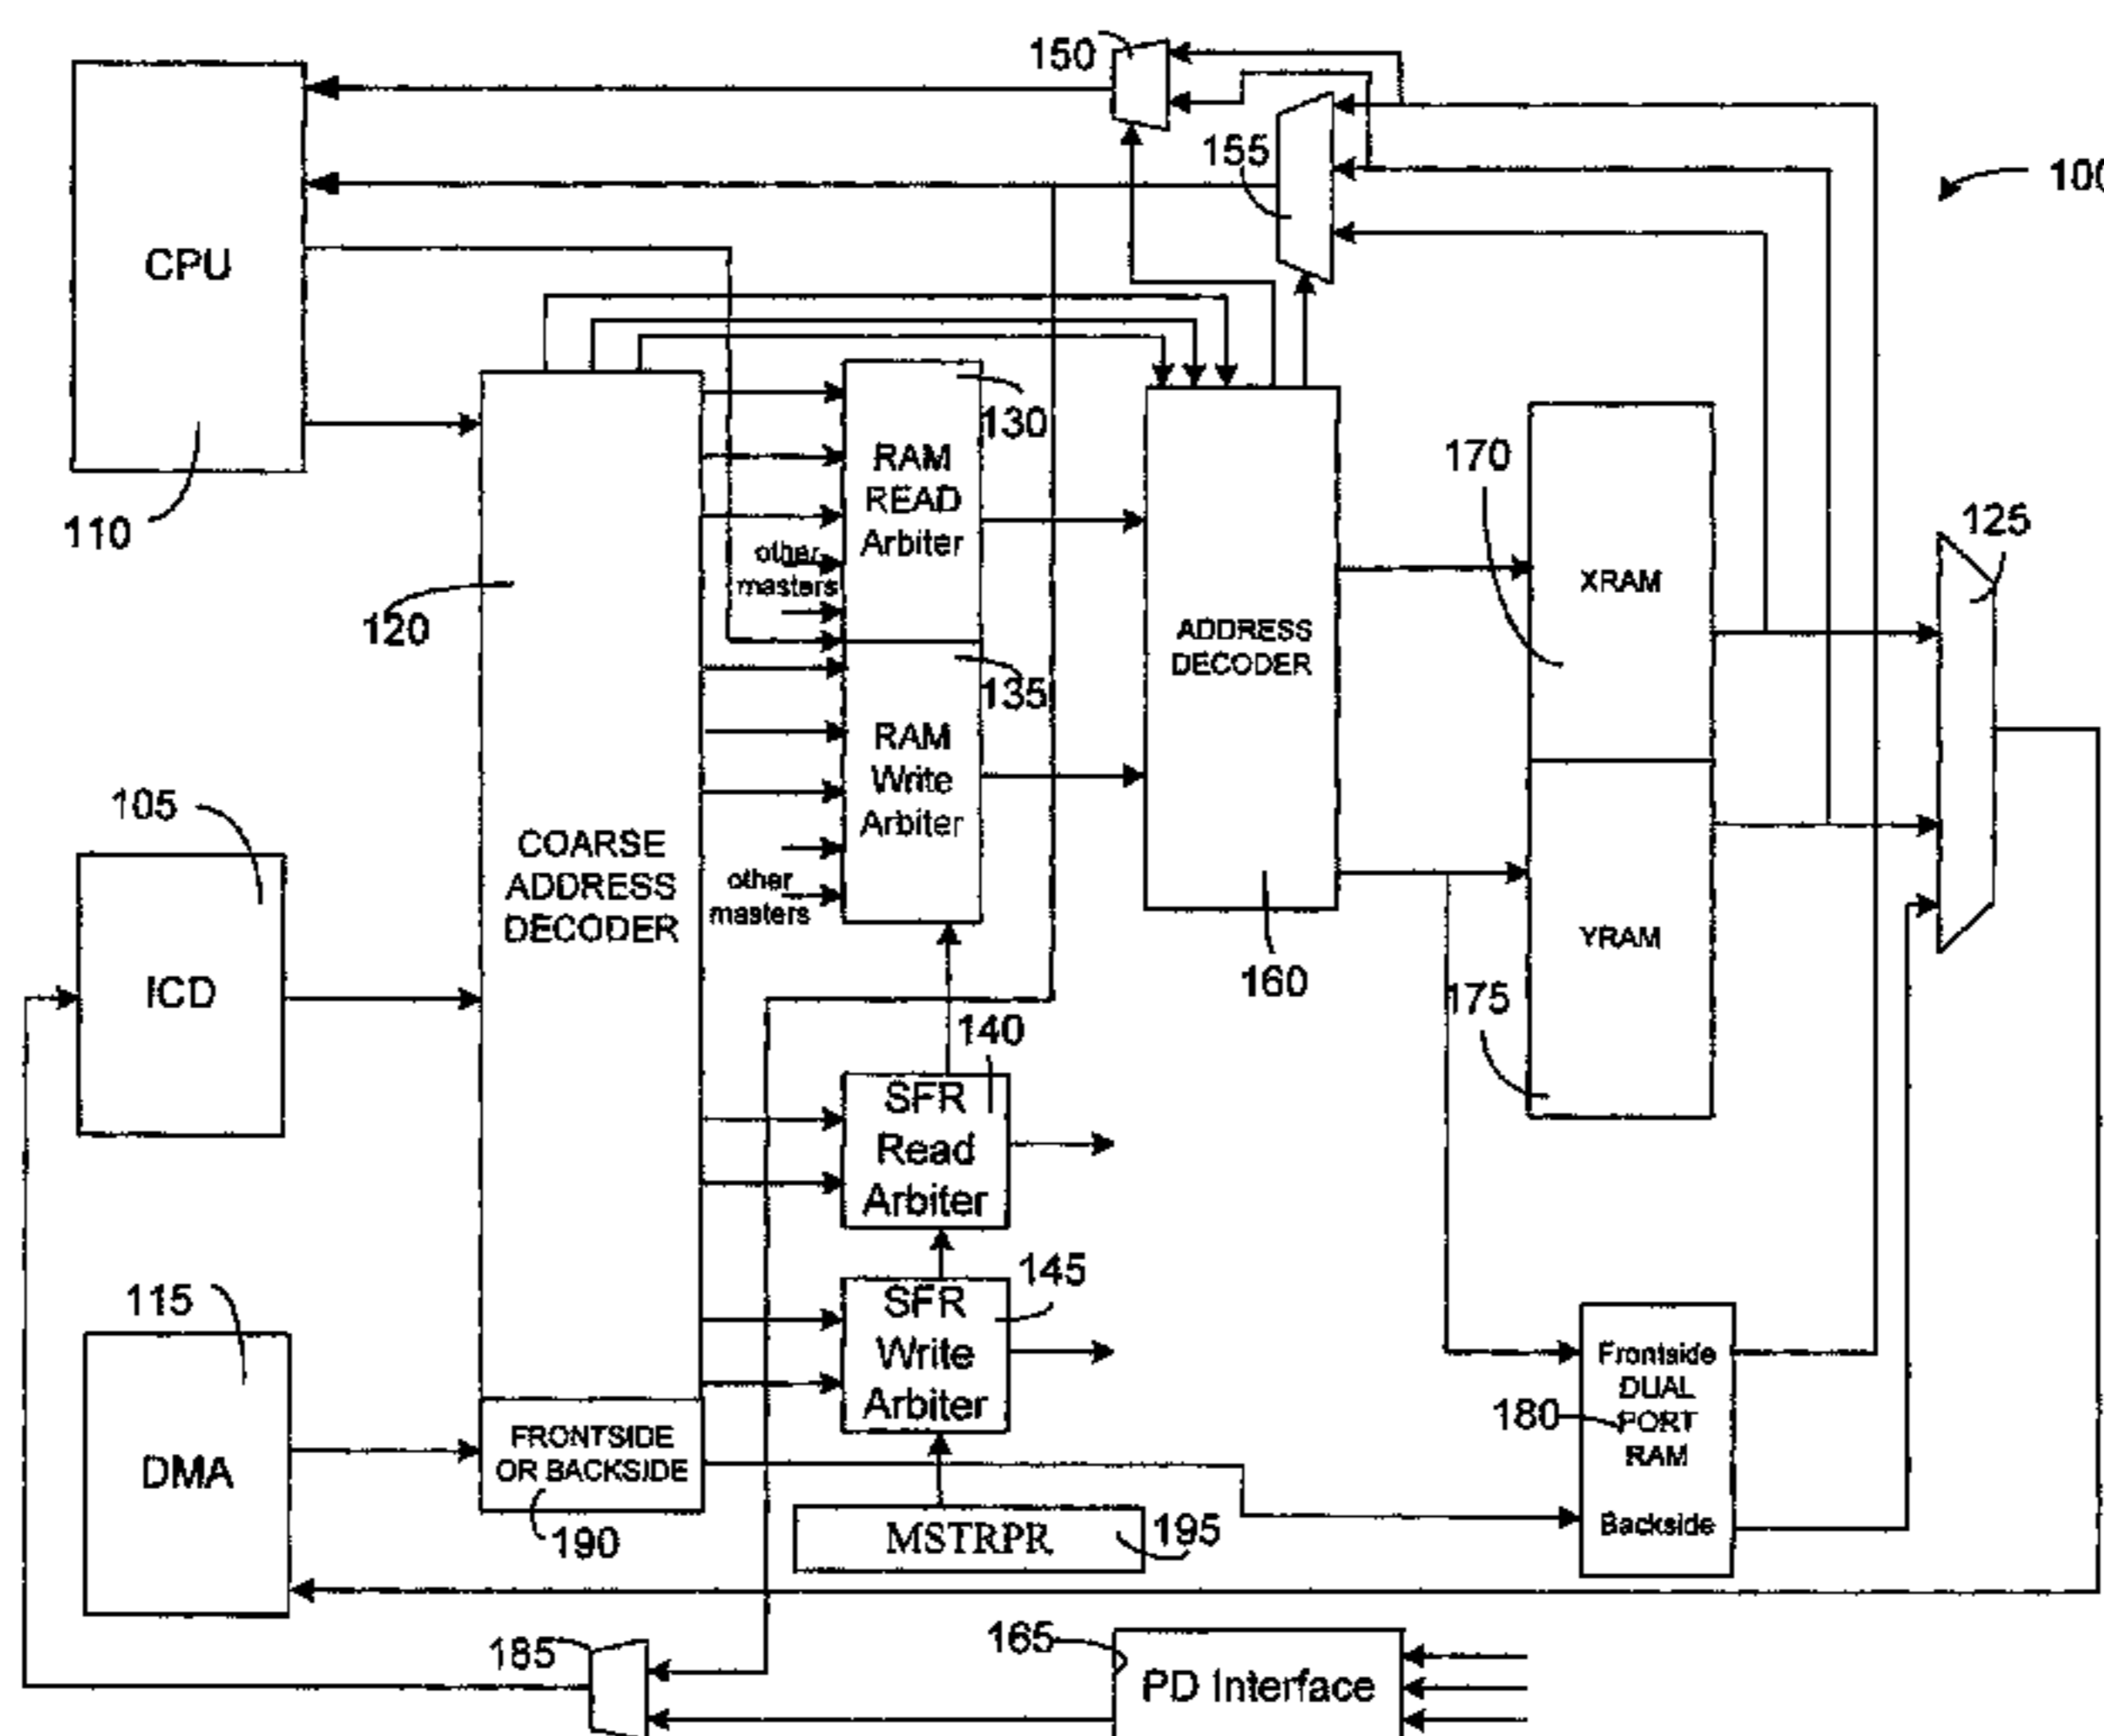 150
155
100
CPU
110
130
RAM
READ
Arbiter
other
masters
120
135
RAM
Write
Arbiter
other
masters
ADDRESS
DECODER
160
170
XRAM
YRAM
175
125
105
ICD
COARSE
ADDRESS
DECODER
140
SFR
Read
Arbiter
145
SFR
Write
Arbiter
115
DMA
FRONTSIDE
OR BACKSIDE
190
MSTRPR
195
Frontside
DUAL
PORT
RAM
180
Backside
185
165
PD Interface